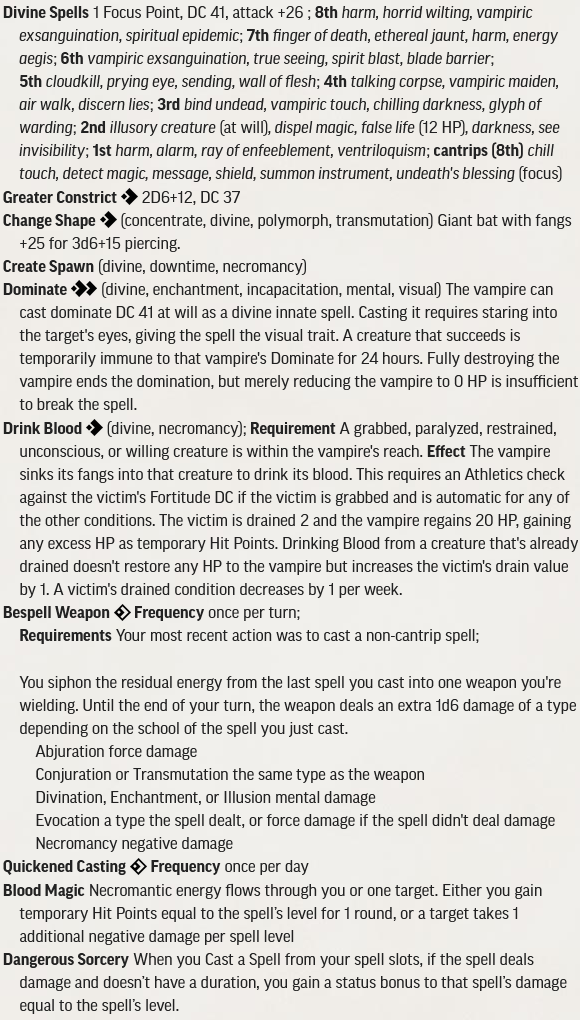 Divine Spells 1 Focus Point, DC 41, attack +26 ; 8th harm, horrid wilting, vampiric
exsanguination, spiritual epidemic; 7th finger of death, ethereal jaunt, harm, energy
aegis; 6th vampiric exsanguination, true seeing, spirit blast, blade barrier;
5th cloudkill, prying eye, sending, wall of flesh; 4th talking corpse, vampiric maiden,
air walk, discern lies; 3rd bind undead, vampiric touch, chilling darkness, glyph of
warding; 2nd illusory creature (at will), dispel magic, false life (12 HP), darkness, see
invisibility; 1st harm, alarm, ray of enfeeblement, ventriloquism; cantrips (8th) chill
touch, detect magic, message, shield, summon instrument, undeath's blessing (focus)
Greater Constrict 2D6+12, DC 37
Change Shape (concentrate, divine, polymorph, transmutation) Giant bat with fangs
+25 for 3d6+15 piercing.
Create Spawn (divine, downtime, necromancy)
Dominate (divine, enchantment, incapacitation, mental, visual) The vampire can
cast dominate DC 41 at will as a divine innate spell. Casting it requires staring into
the target's eyes, giving the spell the visual trait. A creature that succeeds is
temporarily immune to that vampire's Dominate for 24 hours. Fully destroying the
vampire ends the domination, but merely reducing the vampire to 0 HP is insufficient
to break the spell.
Drink Blood (divine, necromancy); Requirement A grabbed, paralyzed, restrained,
unconscious, or willing creature is within the vampire's reach. Effect The vampire
sinks its fangs into that creature to drink its blood. This requires an Athletics check
against the victim's Fortitude DC if the victim is grabbed and is automatic for any of
the other conditions. The victim is drained 2 and the vampire regains 20 HP, gaining
any excess HP as temporary Hit Points. Drinking Blood from a creature that's already
drained doesn't restore any HP to the vampire but increases the victim's drain value
by 1. A victim's drained condition decreases by 1 per week.
Bespell Weapon Frequency once per turn;
Requirements Your most recent action was to cast a non-cantrip spell;
You siphon the residual energy from the last spell you cast into one weapon you're
wielding. Until the end of your turn, the weapon deals an extra 1d6 damage of a type
depending on the school of the spell you just cast.
Abjuration force damage
Conjuration or Transmutation the same type as the weapon
Divination, Enchantment, or Illusion mental damage
Evocation a type the spell dealt, or force damage if the spell didn't deal damage
Necromancy negative damage
Quickened Casting Frequency once per day
Blood Magic Necromantic energy flows through you or one target. Either you gain
temporary Hit Points equal to the spell's level for 1 round, or a target takes 1
additional negative damage per spell level
Dangerous Sorcery When you Cast a Spell from your spell slots, if the spell deals
damage and doesn't have a duration, you gain a status bonus to that spell's damage
equal to the spell's level.